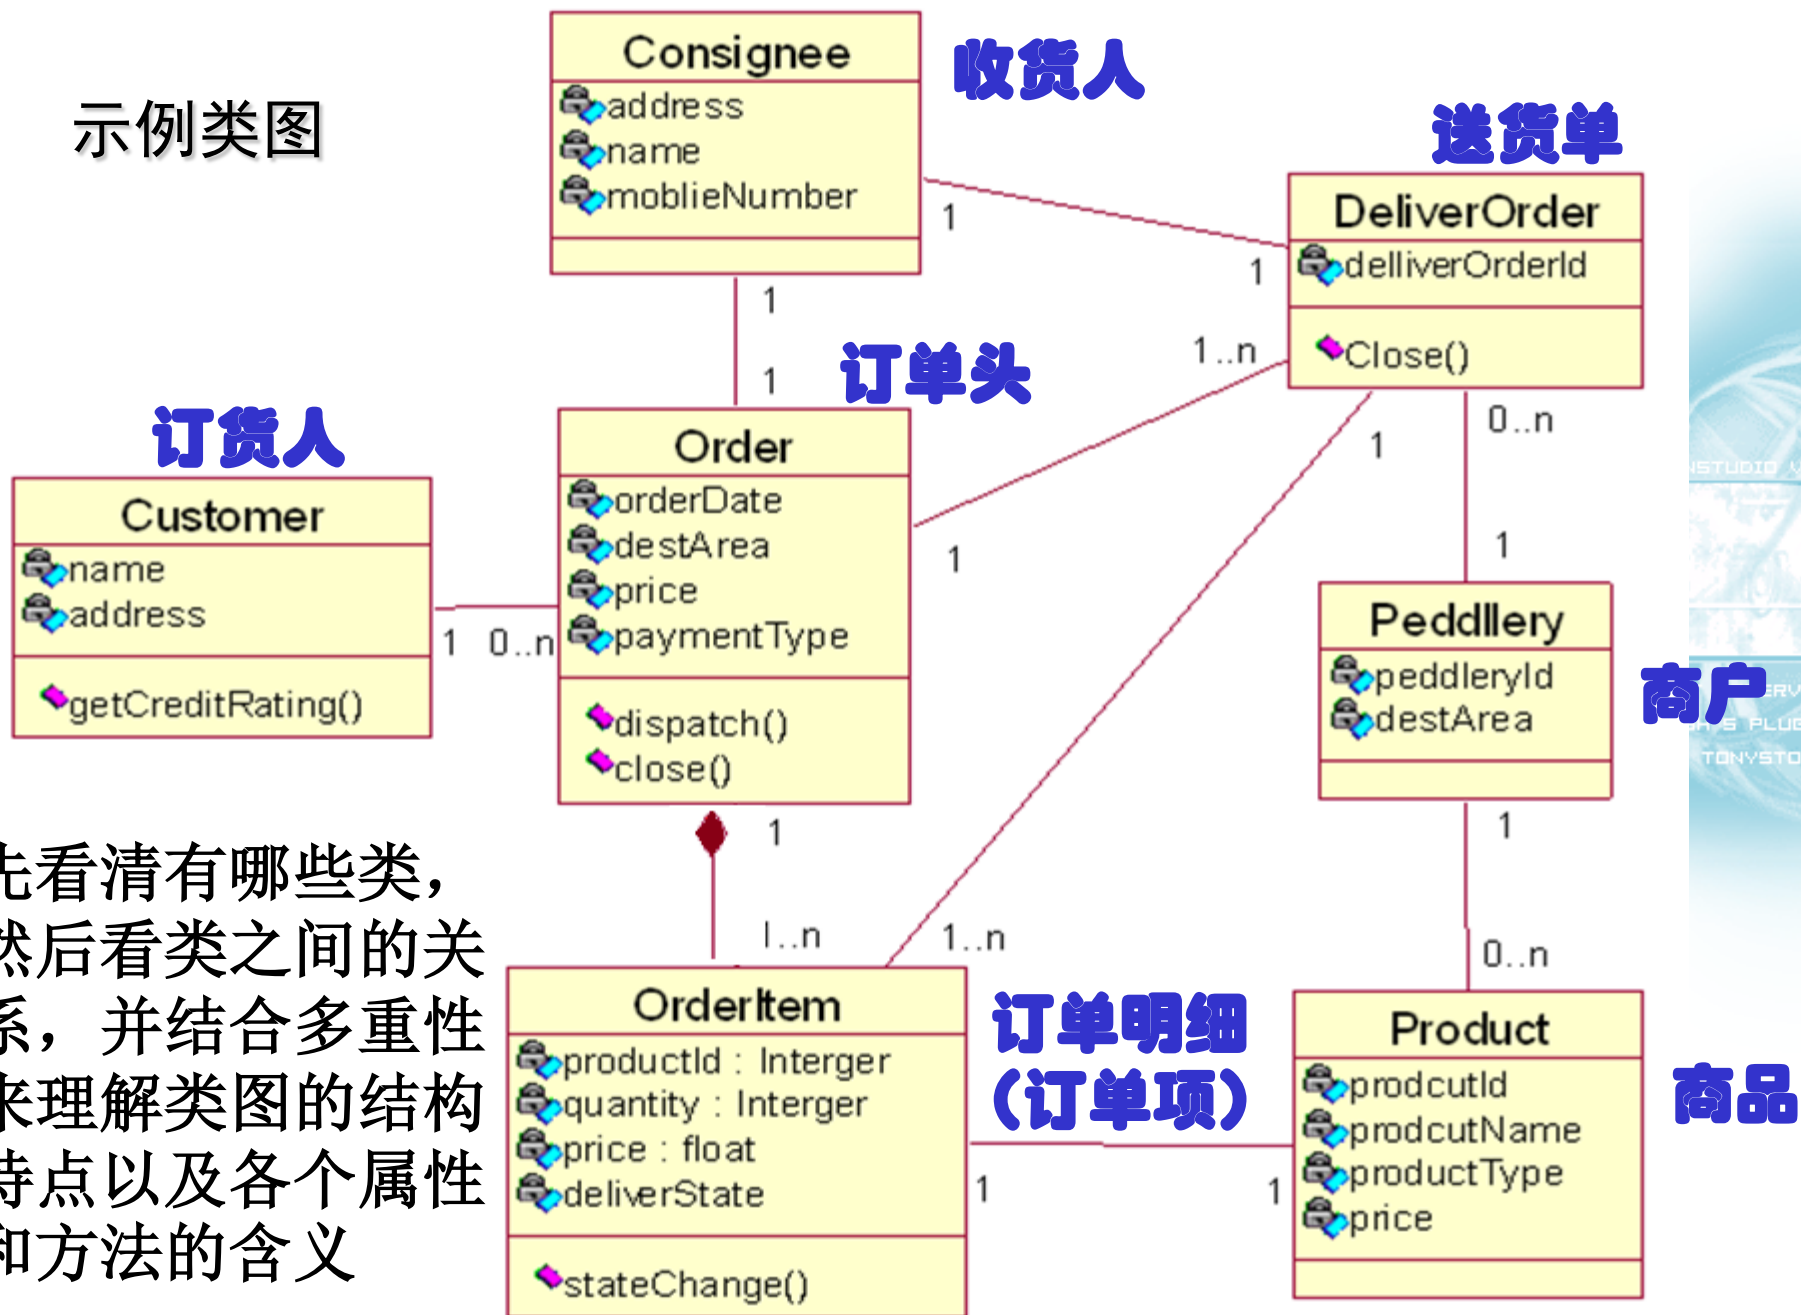 示例类图
Consignee
address
name
moblieNumber
收货人
送货单
DeliverOrder
delliverOrderId
Close()
1
1
1
1
1..n
1
订单头
Order
orderDate
destArea
price
paymentType
dispatch()
close()
订货人
Customer
name
address
getCreditRating()
1
0..n
0..n
1
1
Peddllery
peddleryId
destArea
商户
1
0..n
1
1..n
1..n
先看清有哪些类,
然后看类之间的关
系,并结合多重性
来理解类图的结构
特点以及各个属性
和方法的含义
OrderItem
productId : Interger
quantity : Interger
price : float
deliverState
stateChange()
订单明细
(订单项)
1
1
Product
prodcutId
prodcutName
productType
price
商品